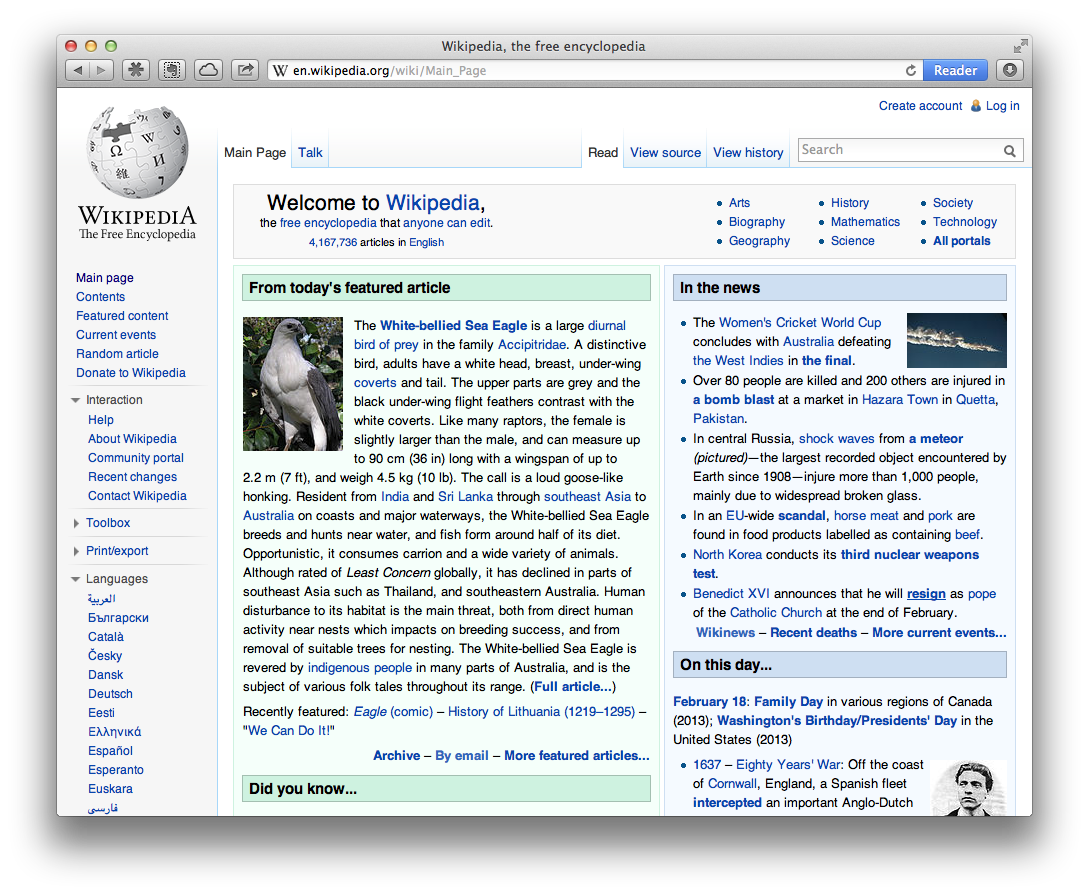 Wikipedia, the free encyclopedia
W en.wikipedia.org/wiki/Main_Page
Reader
Create account Log in
Main Page Talk
Read View source View history
Search
Ω W И 維 7
WIKIPEDIA
The Free Encyclopedia
Main page
Contents
Featured content
Current events
Random article
Donate to Wikipedia
Interaction
Help
About Wikipedia
Community portal
Recent changes
Contact Wikipedia
Toolbox
Print/export
Languages
العربية
Български
Català
Česky
Dansk
Deutsch
Eesti
Ελληνικά
Español
Esperanto
Euskara
فارسی
Welcome to Wikipedia,
the free encyclopedia that anyone can edit.
4,167,736 articles in English
• Arts
• Biography
• Geography
• History
• Mathematics
• Science
• Society
• Technology
• All portals
From today's featured article
The White-bellied Sea Eagle is a large diurnal
bird of prey in the family Accipitridae. A distinctive
bird, adults have a white head, breast, under-wing
coverts and tail. The upper parts are grey and the
black under-wing flight feathers contrast with the
white coverts. Like many raptors, the female is
slightly larger than the male, and can measure up
to 90 cm (36 in) long with a wingspan of up to
2.2 m (7 ft), and weigh 4.5 kg (10 lb). The call is a loud goose-like
honking. Resident from India and Sri Lanka through southeast Asia to
Australia on coasts and major waterways, the White-bellied Sea Eagle
breeds and hunts near water, and fish form around half of its diet.
Opportunistic, it consumes carrion and a wide variety of animals.
Although rated of Least Concern globally, it has declined in parts of
southeast Asia such as Thailand, and southeastern Australia. Human
disturbance to its habitat is the main threat, both from direct human
activity near nests which impacts on breeding success, and from
removal of suitable trees for nesting. The White-bellied Sea Eagle is
revered by indigenous people in many parts of Australia, and is the
subject of various folk tales throughout its range. (Full article...)
Recently featured: Eagle (comic) – History of Lithuania (1219–1295) –
"We Can Do It!"
Archive – By email – More featured articles...
Did you know...
In the news
• The Women's Cricket World Cup
concludes with Australia defeating
the West Indies in the final.
• Over 80 people are killed and 200 others are injured in
a bomb blast at a market in Hazara Town in Quetta,
Pakistan.
• In central Russia, shock waves from a meteor
(pictured)—the largest recorded object encountered by
Earth since 1908—injure more than 1,000 people,
mainly due to widespread broken glass.
• In an EU-wide scandal, horse meat and pork are
found in food products labelled as containing beef.
• North Korea conducts its third nuclear weapons
test.
• Benedict XVI announces that he will resign as pope
of the Catholic Church at the end of February.
Wikinews – Recent deaths – More current events...
On this day...
February 18: Family Day in various regions of Canada
(2013); Washington's Birthday/Presidents' Day in the
United States (2013)
• 1637 – Eighty Years' War: Off the coast
of Cornwall, England, a Spanish fleet
intercepted an important Anglo-Dutch